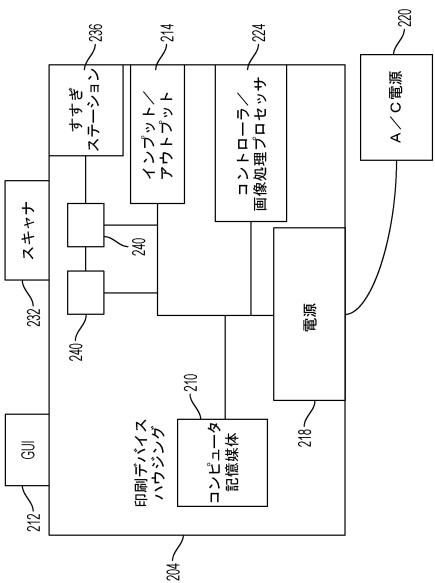 GUI
212
スキャナ
232
すすぎ
ステーション
236
インプット/
アウトプット
214
コントローラ/
画像処理プロセッサ
224
A/C電源
220
240
240
印刷デバイス
ハウジング
210
コンピュータ
記憶媒体
電源
218
204